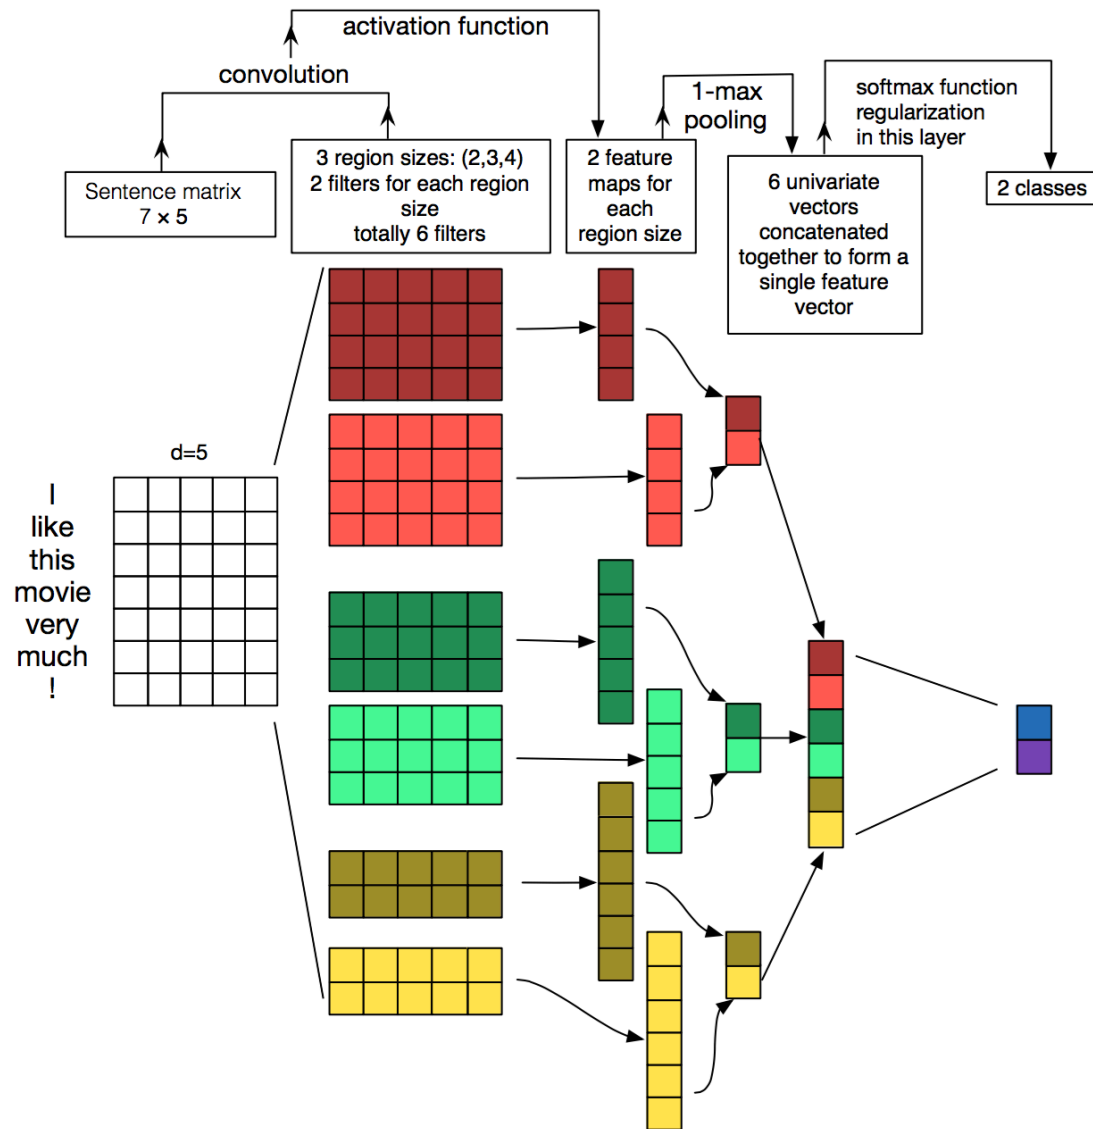 activation function
convolution
1-max
pooling
softmax function
regularization
in this layer
Sentence matrix
7 × 5
3 region sizes: (2,3,4)
2 filters for each region
size
totally 6 filters
2 feature
maps for
each
region size
6 univariate
vectors
concatenated
together to form a
single feature
vector
2 classes
d=5
I
like
this
movie
very
much
!